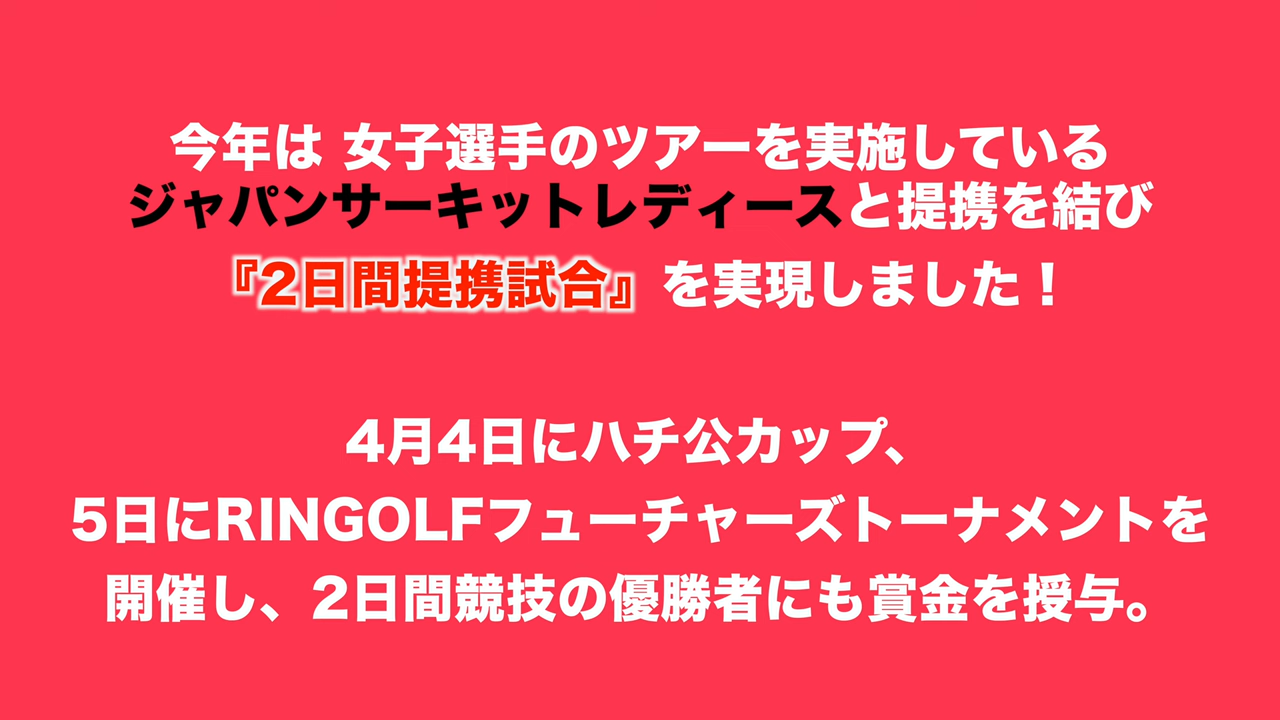 今年は 女子選手のツアーを実施している
ジャパンサーキットレディースと提携を結び
『2日間提携試合』を実現しました！
4月4日にハチ公カップ、
5日にRINGOLFフューチャーズトーナメントを
開催し、2日間競技の優勝者にも賞金を授与。